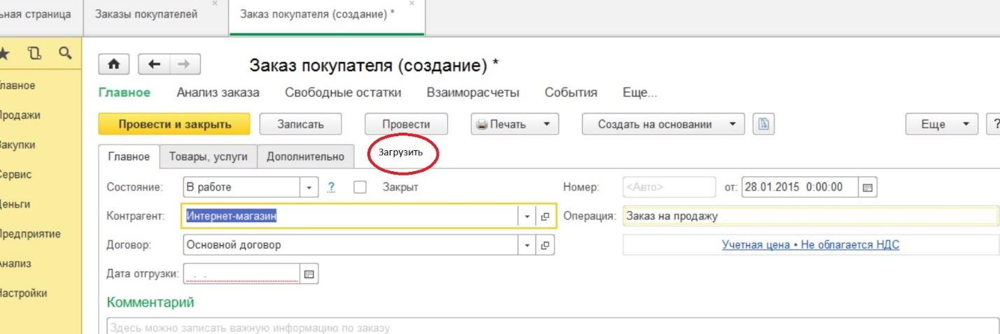 ьная страница
Заказы покупателей ×
Заказ покупателя (создание) * ×
Заказ покупателя (создание) *
Главное Анализ заказа Свободные остатки Взаиморасчеты События Еще...
Провести и закрыть Записать Провести Печать Создать на основании Еще ?
Главное Товары, услуги Дополнительно Загрузить
Состояние: В работе ? Закрыт Номер: <Авто> от: 28.01.2015 0:00:00
Контрагент: Интернет-магазин Операция: Заказ на продажу
Договор: Основной договор Учетная цена • Не облагается НДС
Дата отгрузки: . .
Комментарий
Здесь можно записать важную информацию по заказу
лавное
Продажи
Закупки
Сервис
Деньги
Предприятие
Анализ
Настройки